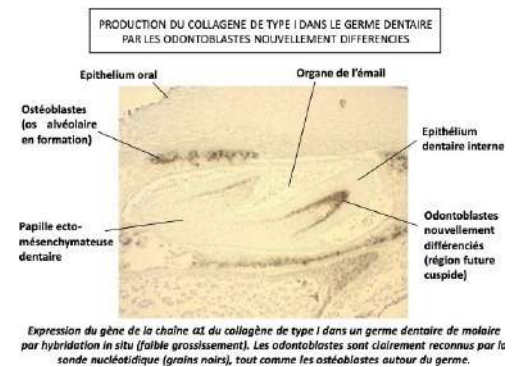 PRODUCTION DU COLLAGENE DE TYPE I DANS LE GERME DENTAIRE
PAR LES ODONTOBLASTES NOUVELLEMENT DIFFERENCIES
Epithelium oral
Organe de l'émail
Ostéoblastes
(os alvéolaire
en formation)
Epithélium
dentaire interne
Papille ecto-
mésenchymateuse
dentaire
Odontoblastes
nouvellement
différenciés
(région future
cuspide)
Expression du gène de la chaîne α1 du collagène de type I dans un germe dentaire de molaire
par hybridation in situ (faible grossissement). Les odontoblastes sont clairement reconnus par la
sonde nucléotidique (grains noirs), tout comme les ostéoblastes autour du germe.